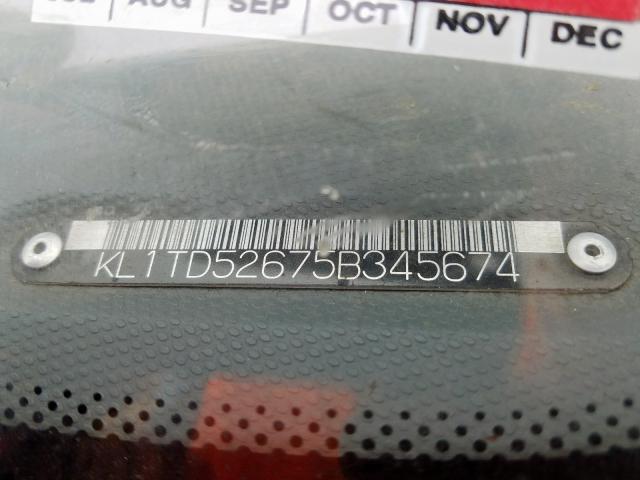 AUG SEP OCT NOV DEC
KL1TD52675B345674